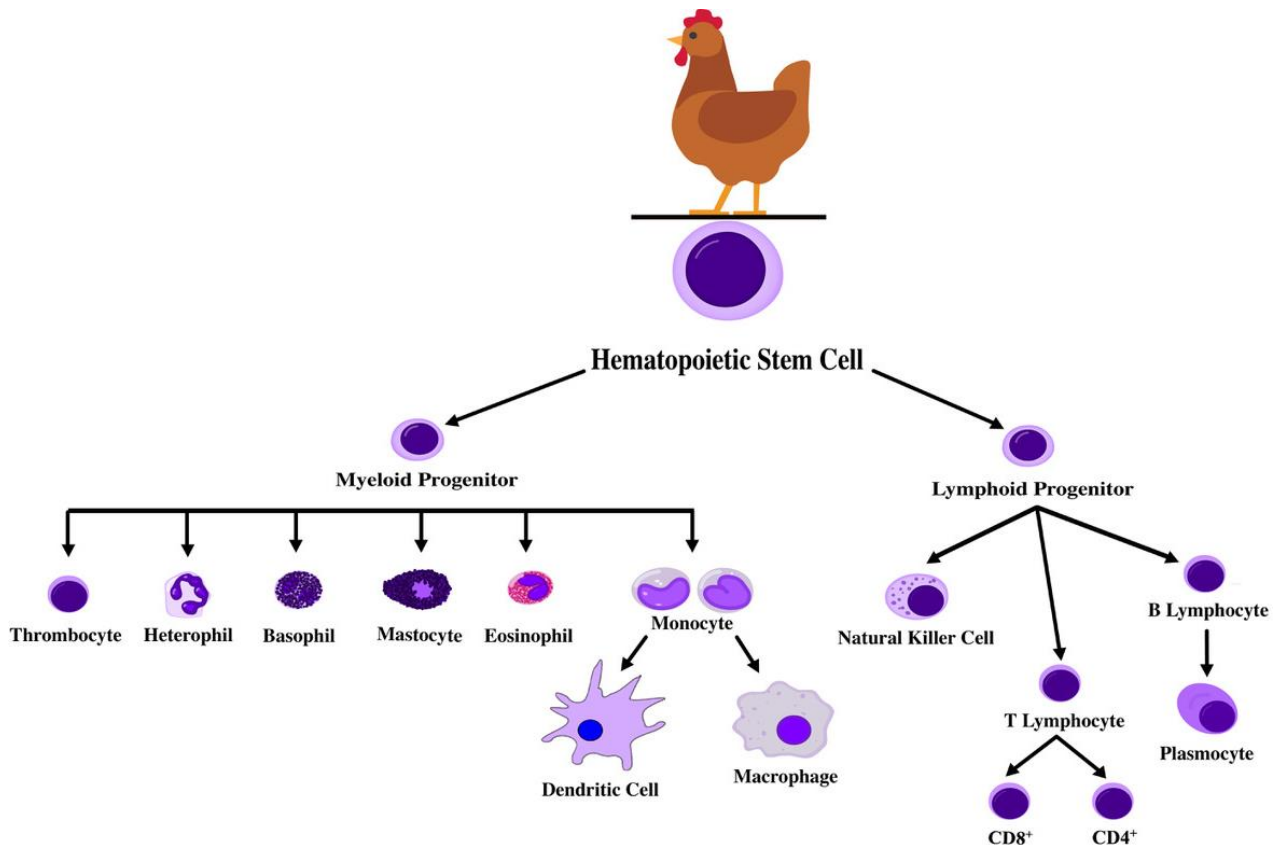 Hematopoietic Stem Cell
Myeloid Progenitor
Lymphoid Progenitor
Thrombocyte
Heterophil
Basophil
Mastocyte
Eosinophil
Monocyte
Natural Killer Cell
B Lymphocyte
Dendritic Cell
Macrophage
T Lymphocyte
Plasmocyte
CD8⁺
CD4⁺